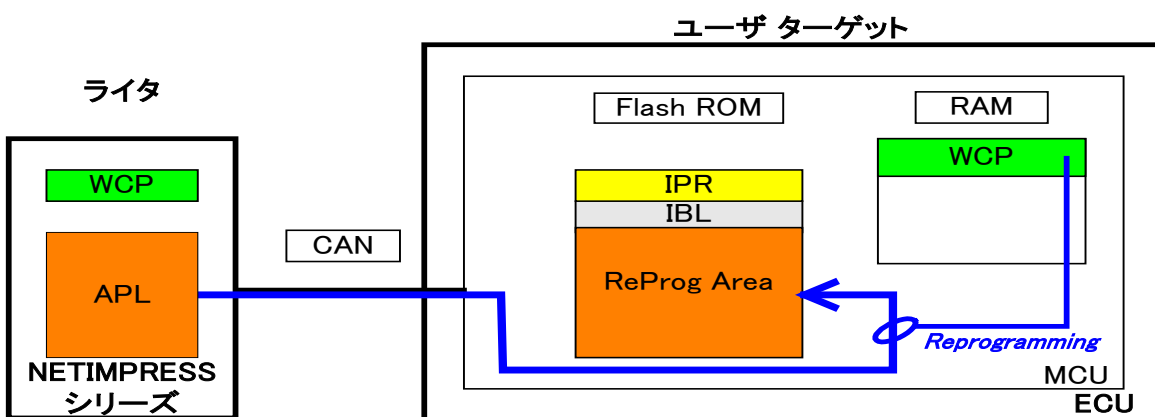 ユーザ ターゲット
ライタ
Flash ROM
RAM
WCP
WCP
IPR
IBL
CAN
APL
ReProg Area
Reprogramming
NETIMPRESS
シリーズ
MCU
ECU